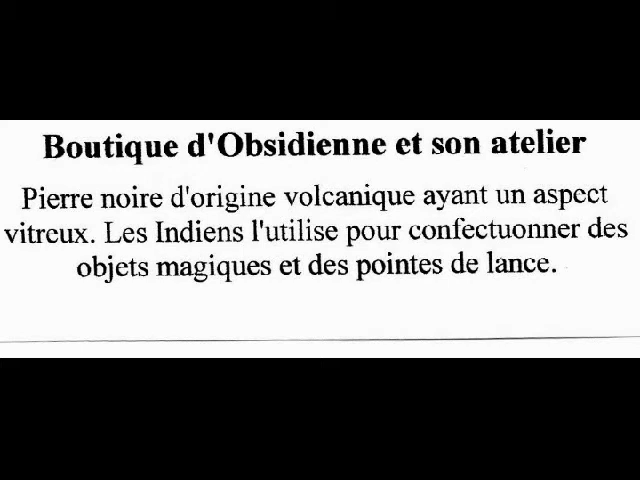 Boutique d'Obsidienne et son atelier
Pierre noire d'origine volcanique ayant un aspect
vitreux. Les Indiens l'utilise pour confectuonner des
objets magiques et des pointes de lance.